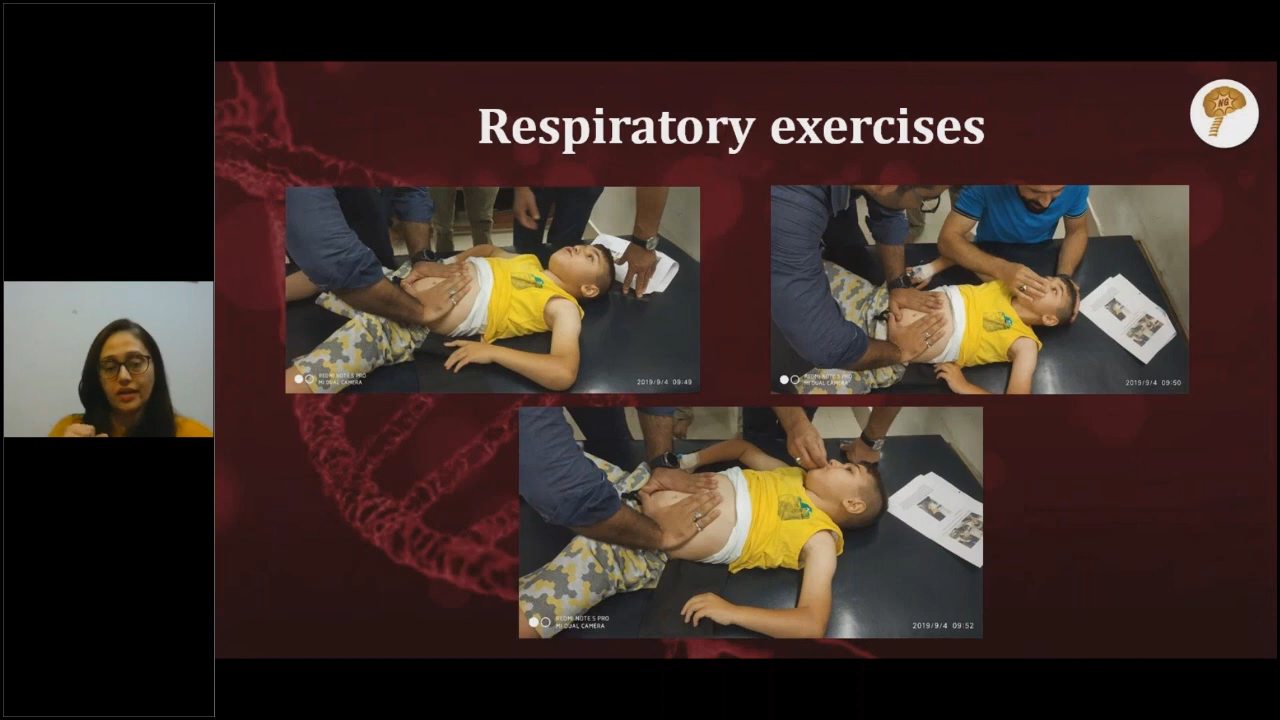 Respiratory exercises
NG
REDMI NOTE 5 PRO
MI DUAL CAMERA
2019/9/4 09:49
REDMI NOTE 5 PRO
MI DUAL CAMERA
2019/9/4 09:50
REDMI NOTE 5 PRO
MI DUAL CAMERA
2019/9/4 09:52